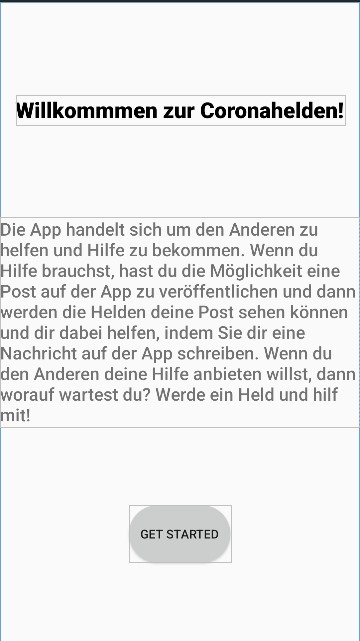 Willkommmen zur Coronahelden!
Die App handelt sich um den Anderen zu
helfen und Hilfe zu bekommen. Wenn du
Hilfe brauchst, hast du die Möglichkeit eine
Post auf der App zu veröffentlichen und dann
werden die Helden deine Post sehen können
und dir dabei helfen, indem Sie dir eine
Nachricht auf der App schreiben. Wenn du
den Anderen deine Hilfe anbieten willst, dann
worauf wartest du? Werde ein Held und hilf
mit!
GET STARTED